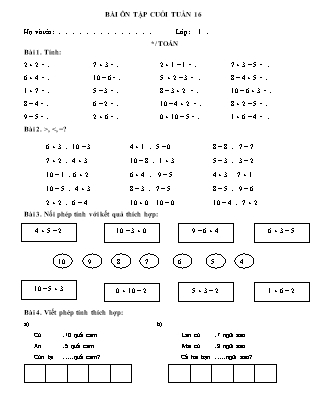 BÀI ÔN TẬP CUỐI TUẦN 16
Họ và tên: . . . . . . . . . . . . . . . . . Lớp: 1 .
*/ TOÁN
Bài 1. Tính:
2 + 2 = . 7 + 3 = . 2 + 1 – 1 = . 7 + 3 – 5 = .
6 + 4 = . 10 – 6 = . 5 + 2 – 3 = . 8 – 4 + 5 = .
1 + 7 = . 5 – 3 = . 8 – 3 + 2 = . 10 – 6 + 3 = .
8 – 4 = . 6 – 2 = . 10 – 4 + 2 = . 8 + 2 – 5 = .
9 – 5 = . 2 + 6 = . 0 + 10 – 5 = . 1 + 6 – 4 = .
Bài 2. >, <, =?
6 + 3 . 10 – 3 4 + 1 . 5 – 0 8 – 8 . 7 – 7
7 + 2 . 4 + 3 10 – 8 . 1 + 3 5 – 3 . 3 – 2
10 – 1 . 6 + 2 6 + 4 . 9 – 5 4 + 3 . 7 + 1
10 – 5 . 4 + 3 8 – 3 . 7 – 5 8 – 5 . 9 – 6
2 + 2 . 6 – 4 10 + 0 . 10 – 0 10 – 4 . 7 + 2
Bài 3. Nối phép tính với kết quả thích hợp:
4 + 5 – 2 10 – 3 + 0 9 – 6 + 4 6 + 3 – 5
10 9 8 7 6 5 4
10 – 5 + 3 0 + 10 – 2 5 + 3 – 2 1 + 6 – 2
Bài 4. Viết phép tính thích hợp:
a) b)
Có : 10 quả cam Lan có : 7 ngôi sao
Ăn : 5 quả cam Mai có : 3 ngôi sao
Còn lại : ......quả cam? Cả hai bạn : ......ngôi sao?